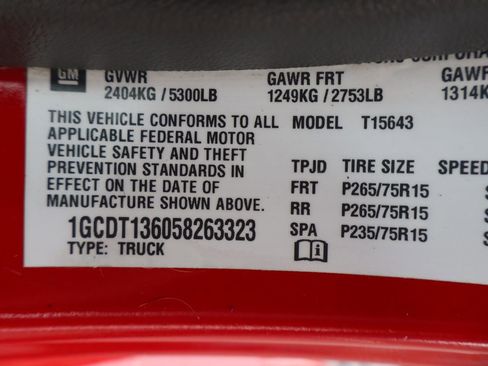 GM
GVWR GAWR FRT GAWR
2404KG / 5300LB 1249KG / 2753LB 1314K
THIS VEHICLE CONFORMS TO ALL MODEL T15643
APPLICABLE FEDERAL MOTOR
VEHICLE SAFETY AND THEFT TPJD TIRE SIZE SPEED
PREVENTION STANDARDS IN FRT P265/75R15 S
EFFECT ON THE DATE OF RR P265/75R15 S
MANUFACTURE SHOWN ABOVE. SPA P235/75R15 S
1GCDT136058263323
TYPE: TRUCK